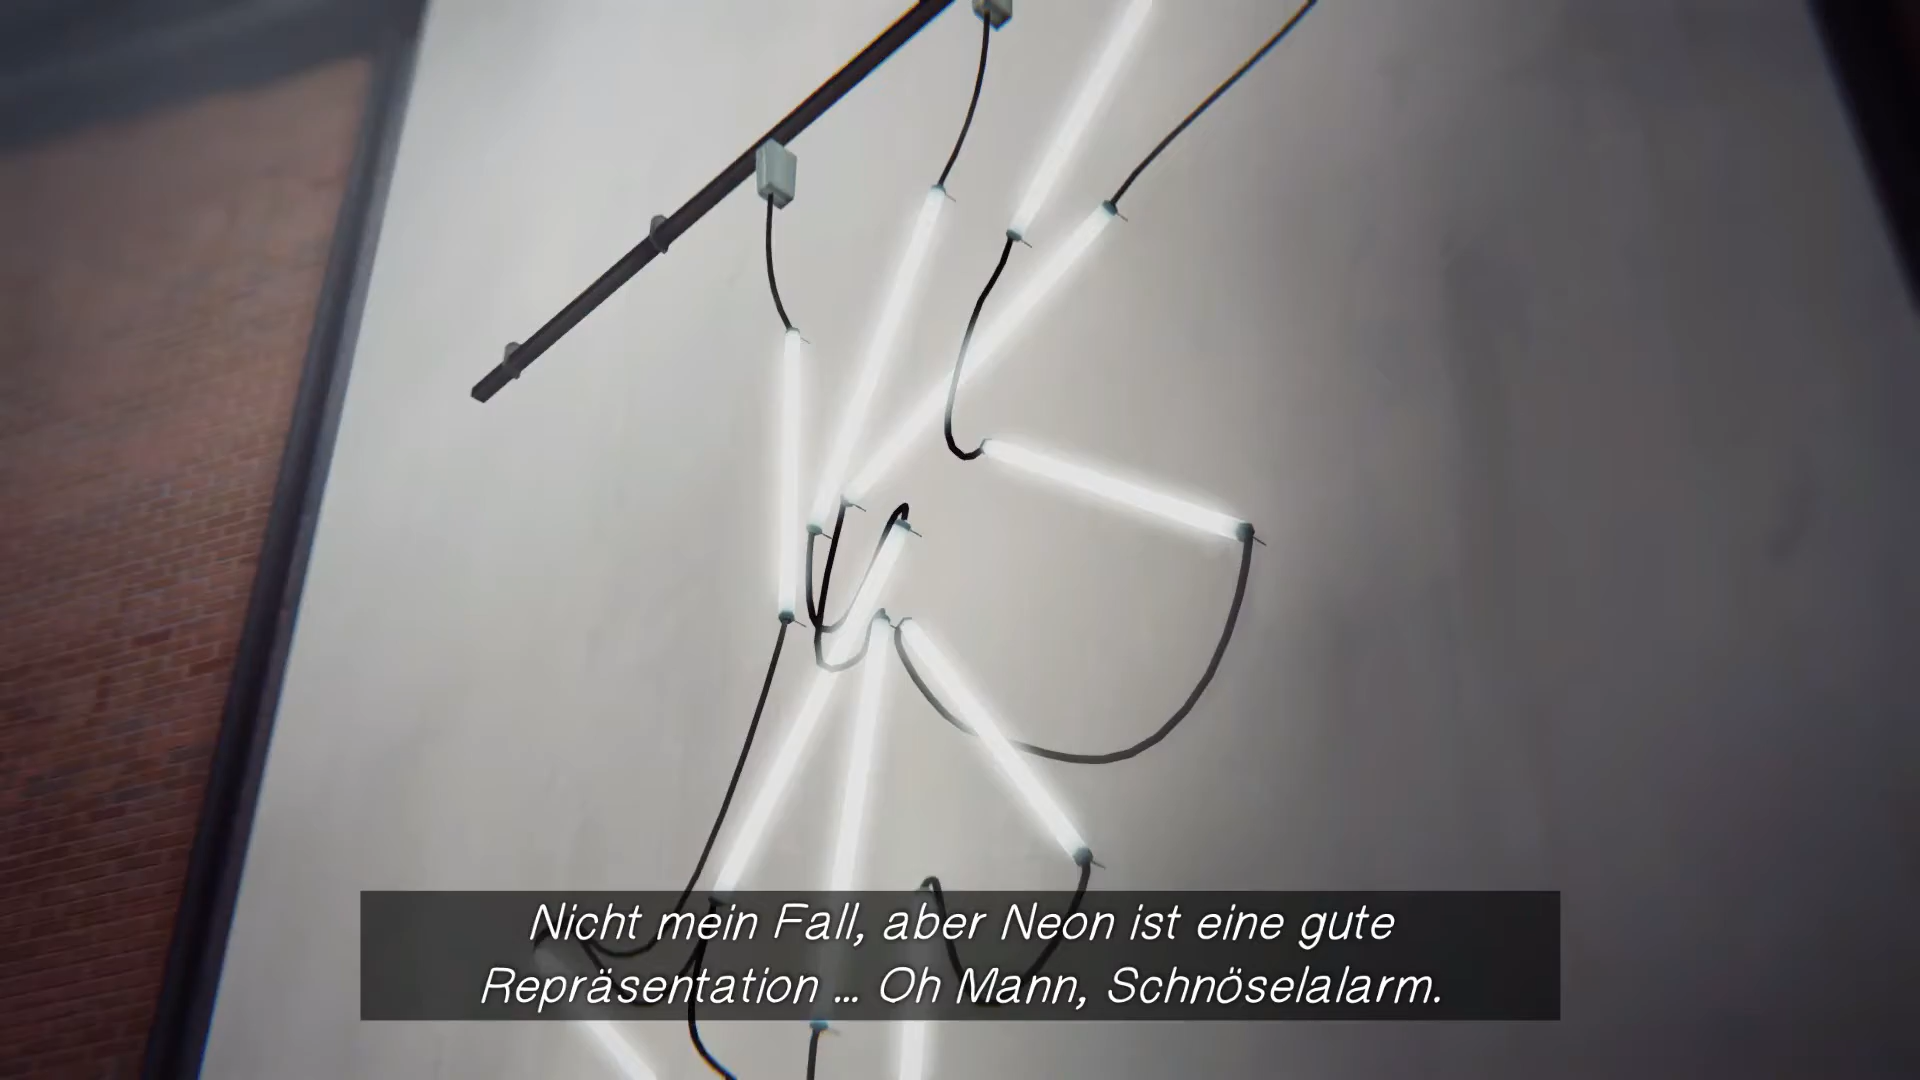 Nicht mein Fall, aber Neon ist eine gute
Repräsentation ... Oh Mann, Schnöselalarm.